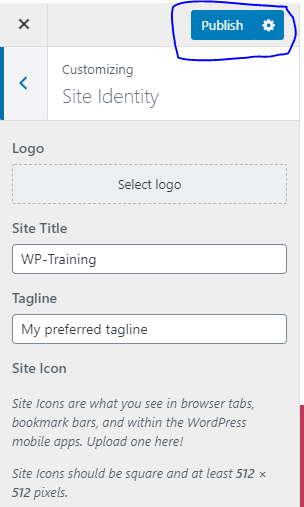 Publish
Customizing
Site Identity
Logo
Select logo
Site Title
WP-Training
Tagline
My preferred tagline
Site Icon
Site Icons are what you see in browser tabs,
bookmark bars, and within the WordPress
mobile apps. Upload one here!
Site Icons should be square and at least 512 ×
512 pixels.